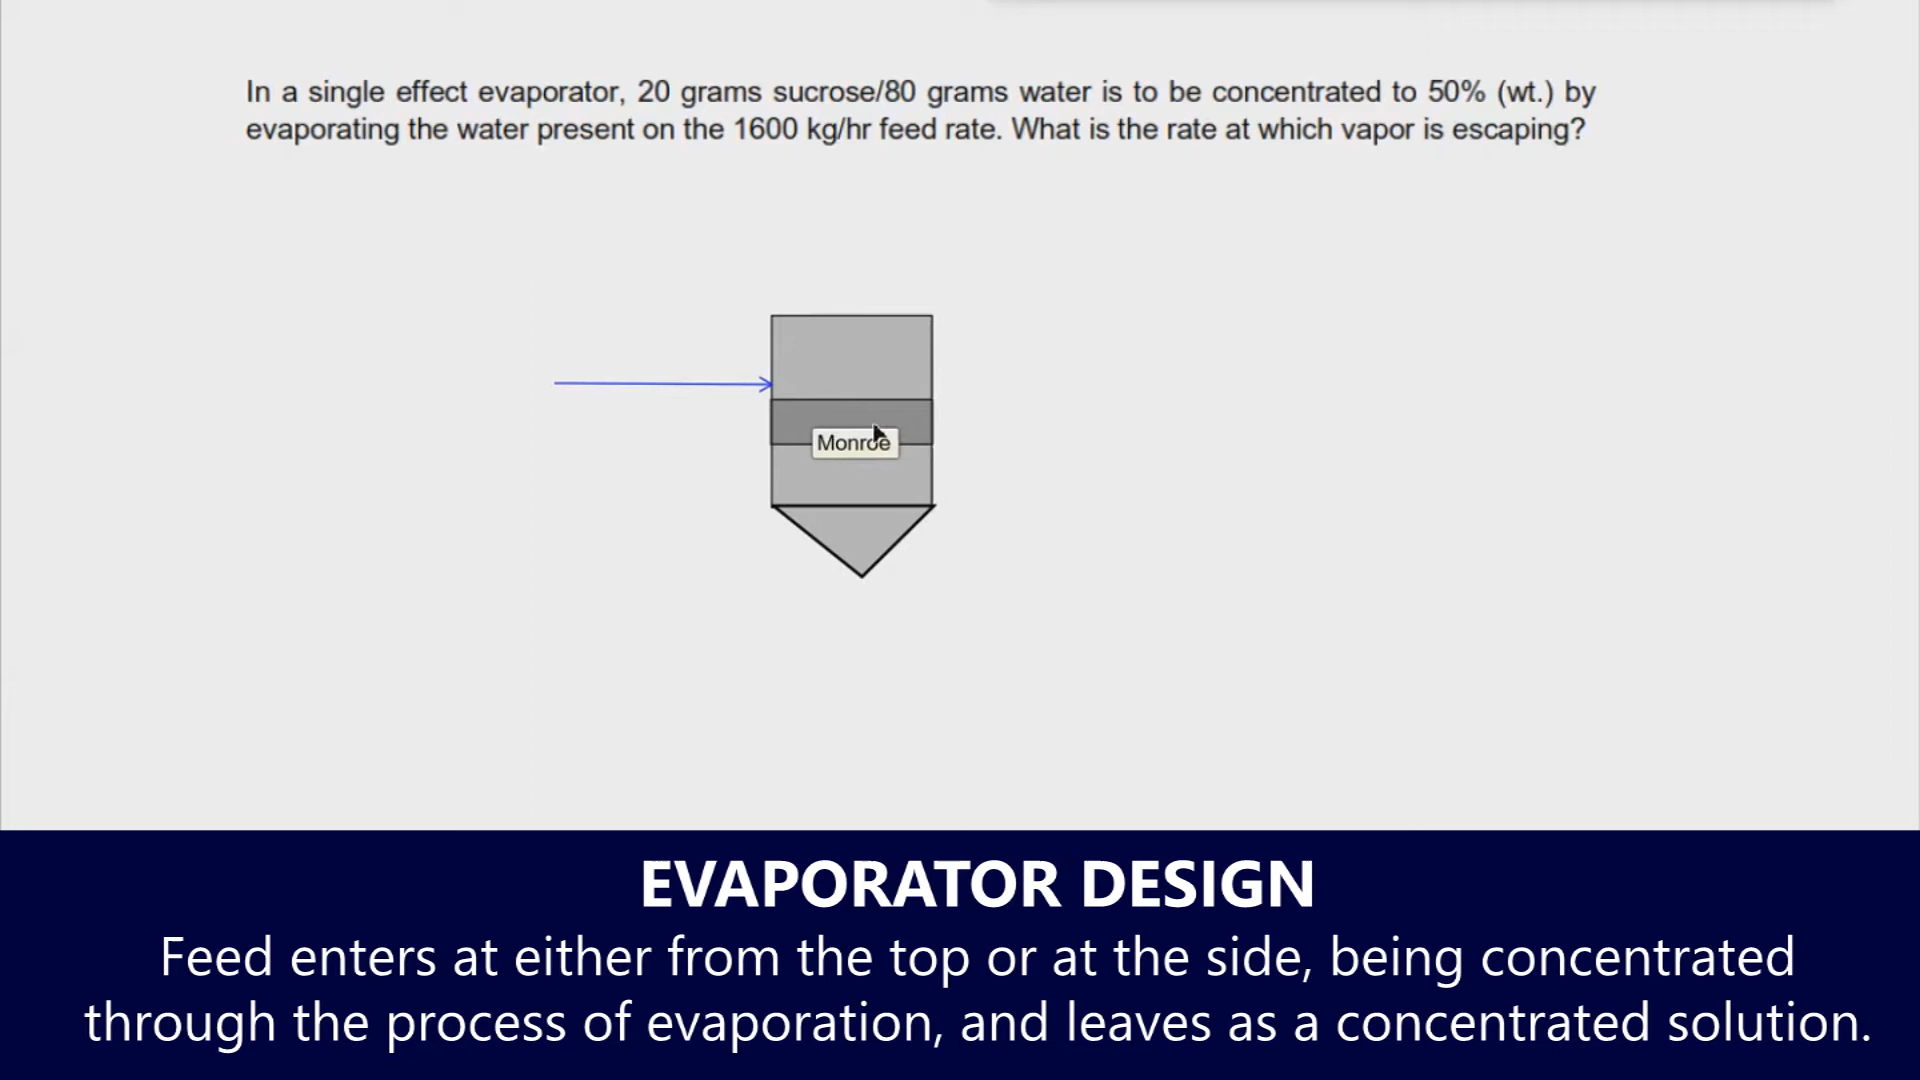 In a single effect evaporator, 20 grams sucrose/80 grams water is to be concentrated to 50% (wt.) by
evaporating the water present on the 1600 kg/hr feed rate. What is the rate at which vapor is escaping?
Monroe
EVAPORATOR DESIGN
Feed enters at either from the top or at the side, being concentrated
through the process of evaporation, and leaves as a concentrated solution.